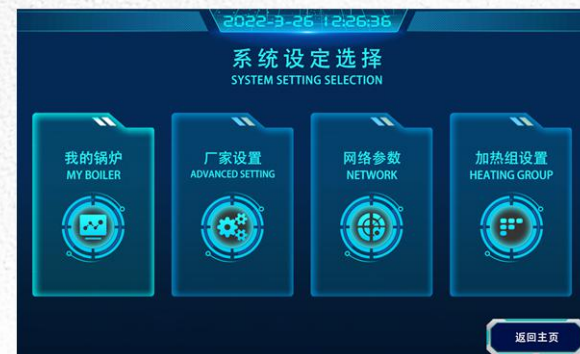 2022-3-26 12:26:36
系统设定选择
SYSTEM SETTING SELECTION
我的锅炉
MY BOILER
厂家设置
ADVANCED SETTING
网络参数
NETWORK
加热组设置
HEATING GROUP
返回主页